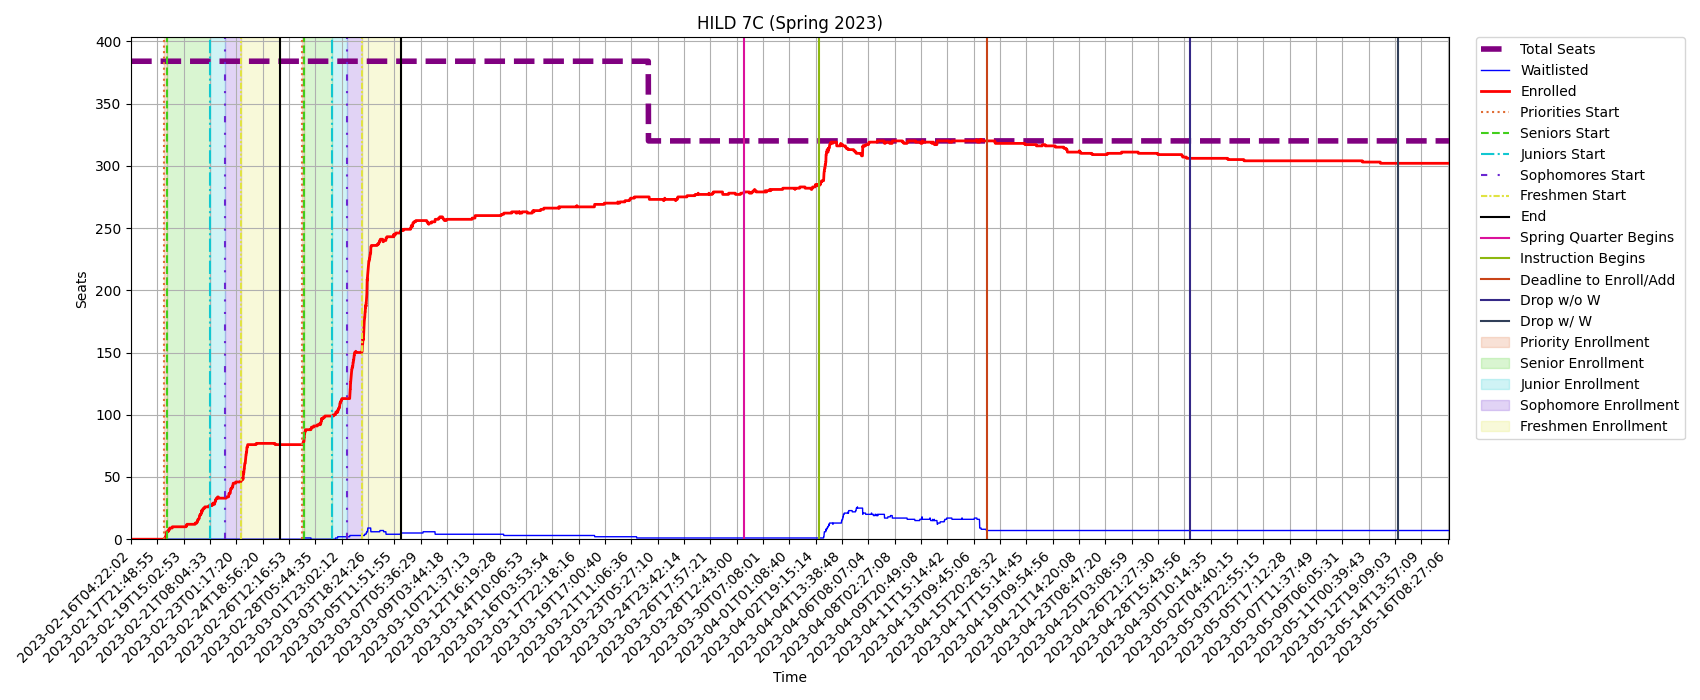 HILD 7C (Spring 2023)
400
350
300
250
200
150
100
50
0
Seats
2023-02-16T04:22:02
2023-02-17T21:48:55
2023-02-19T15:02:53
2023-02-21T08:04:33
2023-02-23T01:17:20
2023-02-24T18:56:20
2023-02-26T12:16:53
2023-02-28T05:44:35
2023-03-01T23:02:12
2023-03-03T18:24:26
2023-03-05T11:51:55
2023-03-07T05:36:29
2023-03-09T03:44:18
2023-03-10T21:37:13
2023-03-12T16:19:28
2023-03-14T10:06:53
2023-03-16T03:53:54
2023-03-17T22:18:16
2023-03-19T17:00:40
2023-03-21T11:06:36
2023-03-23T05:27:10
2023-03-24T23:42:14
2023-03-26T17:57:21
2023-03-28T12:43:00
2023-03-30T07:08:01
2023-04-01T01:08:40
2023-04-02T19:15:14
2023-04-04T13:38:48
2023-04-06T08:07:04
2023-04-08T02:27:08
2023-04-09T20:49:08
2023-04-11T15:14:42
2023-04-13T09:45:06
2023-04-15T20:28:32
2023-04-17T15:14:45
2023-04-19T09:54:56
2023-04-21T14:20:08
2023-04-23T08:47:20
2023-04-25T03:08:59
2023-04-26T21:27:30
2023-04-28T15:43:56
2023-04-30T10:14:35
2023-05-02T04:40:15
2023-05-03T22:55:15
2023-05-05T17:12:28
2023-05-07T11:37:49
2023-05-09T06:05:31
2023-05-11T00:39:43
2023-05-12T19:09:03
2023-05-14T13:57:09
2023-05-16T08:27:06
Time
Total Seats
Waitlisted
Enrolled
Priorities Start
Seniors Start
Juniors Start
Sophomores Start
Freshmen Start
End
Spring Quarter Begins
Instruction Begins
Deadline to Enroll/Add
Drop w/o W
Drop w/ W
Priority Enrollment
Senior Enrollment
Junior Enrollment
Sophomore Enrollment
Freshmen Enrollment